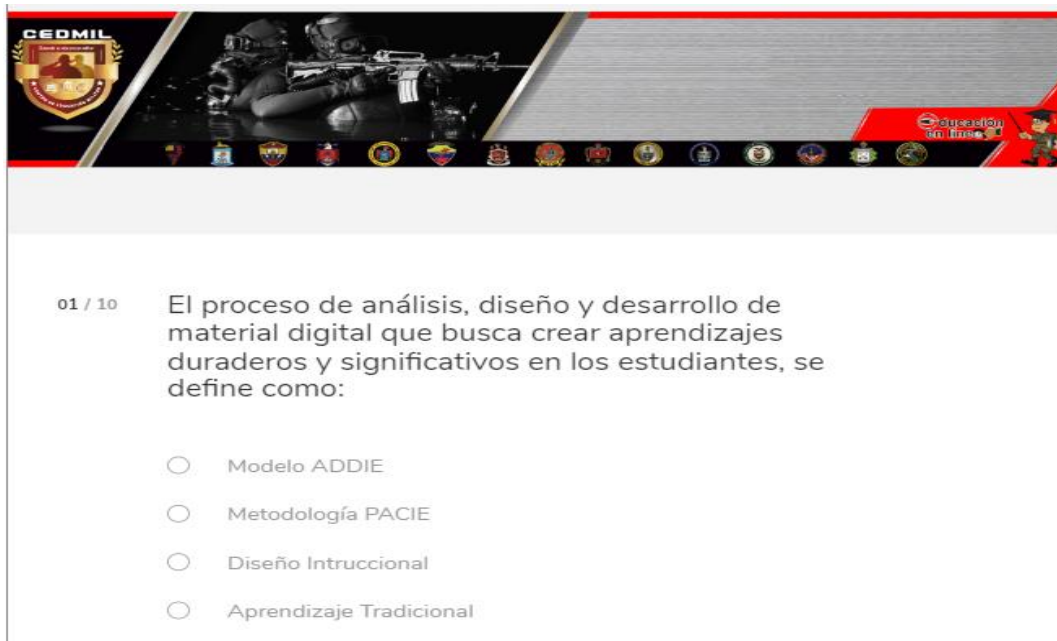 CEDMIL
Educación
en línea
01 / 10
El proceso de análisis, diseño y desarrollo de
material digital que busca crear aprendizajes
duraderos y significativos en los estudiantes, se
define como:
Modelo ADDIE
Metodología PACIE
Diseño Intruccional
Aprendizaje Tradicional